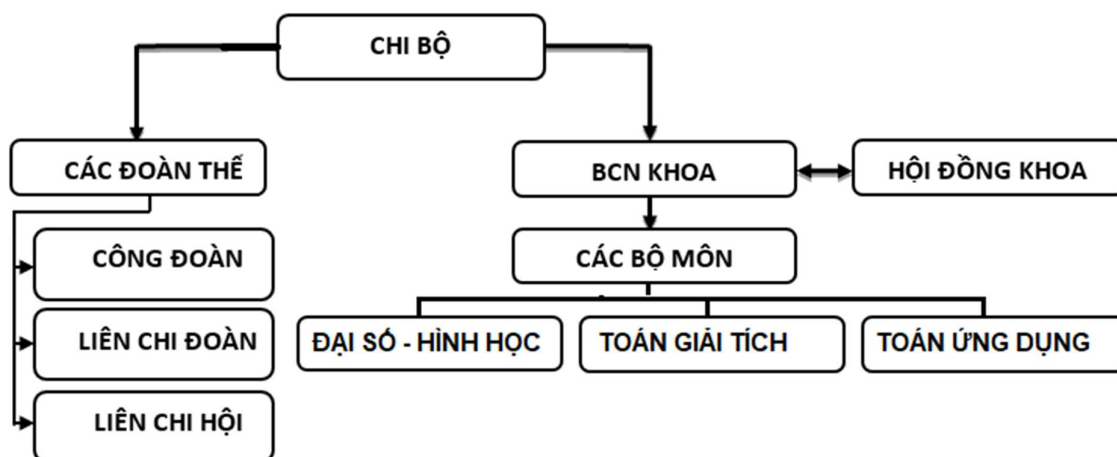 CHI BỘ
CÁC ĐOÀN THẾ
BCN KHOA
HỘI ĐỒNG KHOA
CÔNG ĐOÀN
CÁC BỘ MÔN
LIÊN CHI ĐOÀN
ĐẠI SỐ - HÌNH HỌC
TOÁN GIẢI TÍCH
TOÁN ỨNG DỤNG
LIÊN CHI HỘI